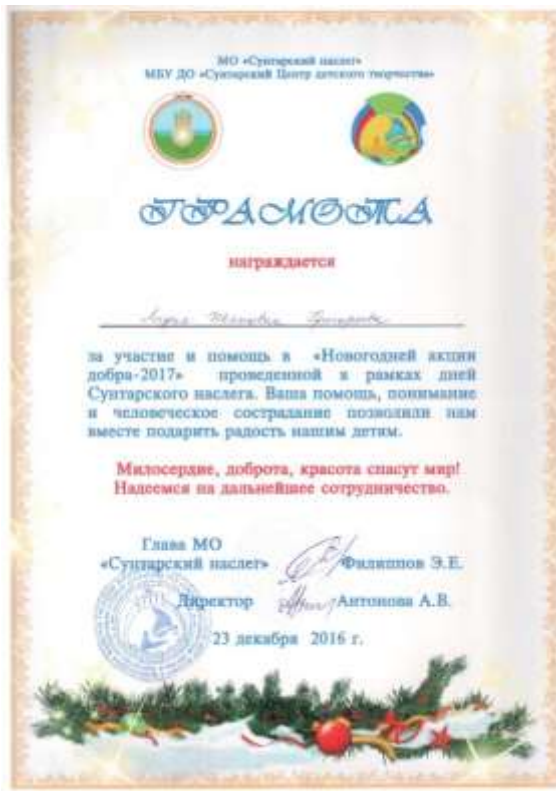 МО «Сунтарский наслег»
МБУ ДО «Сунтарский Центр детского творчества»
ГРАМОТА
награждается
за участие и помощь в «Новогодней акции
добра-2017» проведенной в рамках дней
Сунтарского наслега. Ваша помощь, понимание
и человеческое сострадание позволили нам
вместе подарить радость нашим детям.
Милосердие, доброта, красота спасут мир!
Надеемся на дальнейшее сотрудничество.
Глава МО
«Сунтарский наслег» Филиппов Э.Е.
Директор Антонова А.В.
23 декабря 2016 г.